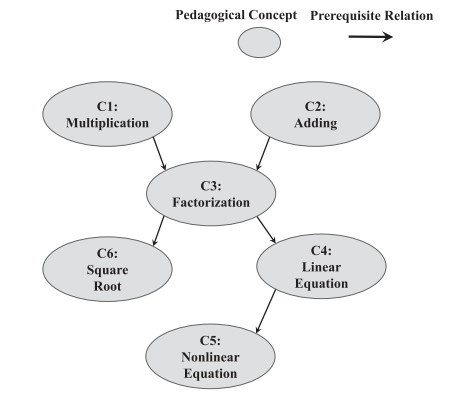 Pedagogical Concept Prerequisite Relation
C1:
Multiplication
C2:
Adding
C3:
Factorization
C6:
Square
Root
C4:
Linear
Equation
C5:
Nonlinear
Equation